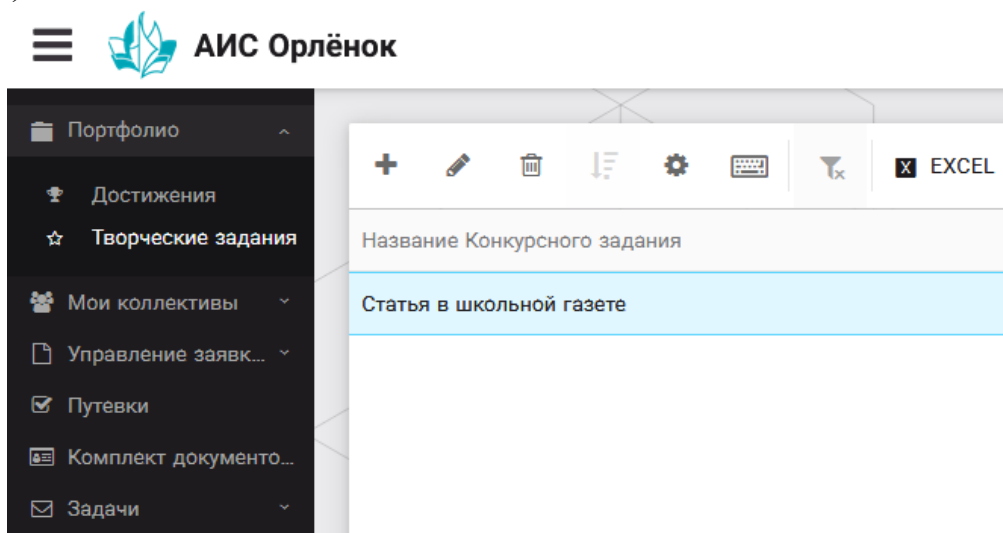 АИС Орлёнок
Портфолио
Достижения
Творческие задания
Мои коллективы
Управление заявк...
Путевки
Комплект документо...
Задачи
X EXCEL
Название Конкурсного задания
Статья в школьной газете